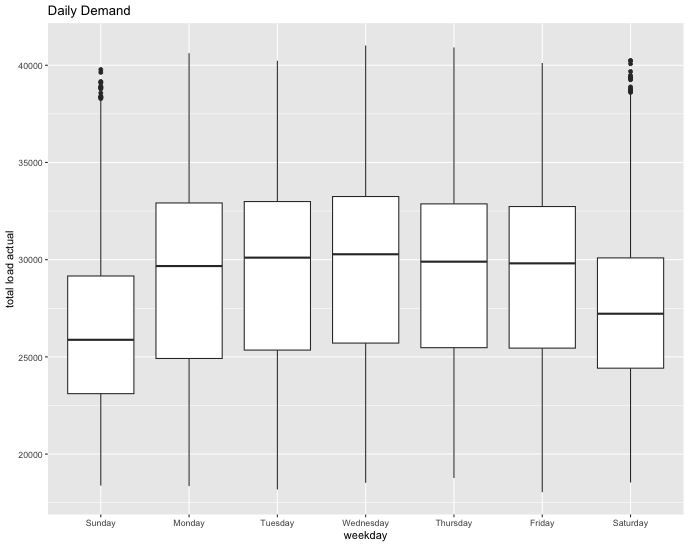 Daily Demand
total load actual
40000
35000
30000
25000
20000
Sunday Monday Tuesday Wednesday Thursday Friday Saturday
weekday